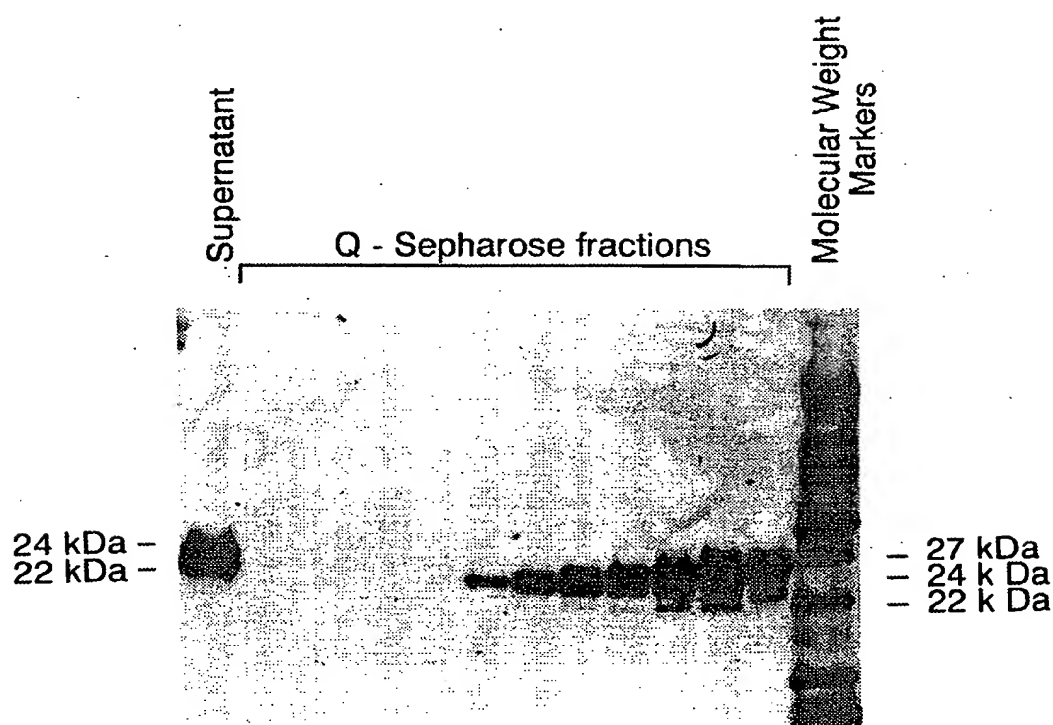 Supernatant
Q - Sepharose fractions
Molecular Weight
Markers
24 kDa –
22 kDa –
– 27 kDa
– 24 k Da
– 22 k Da